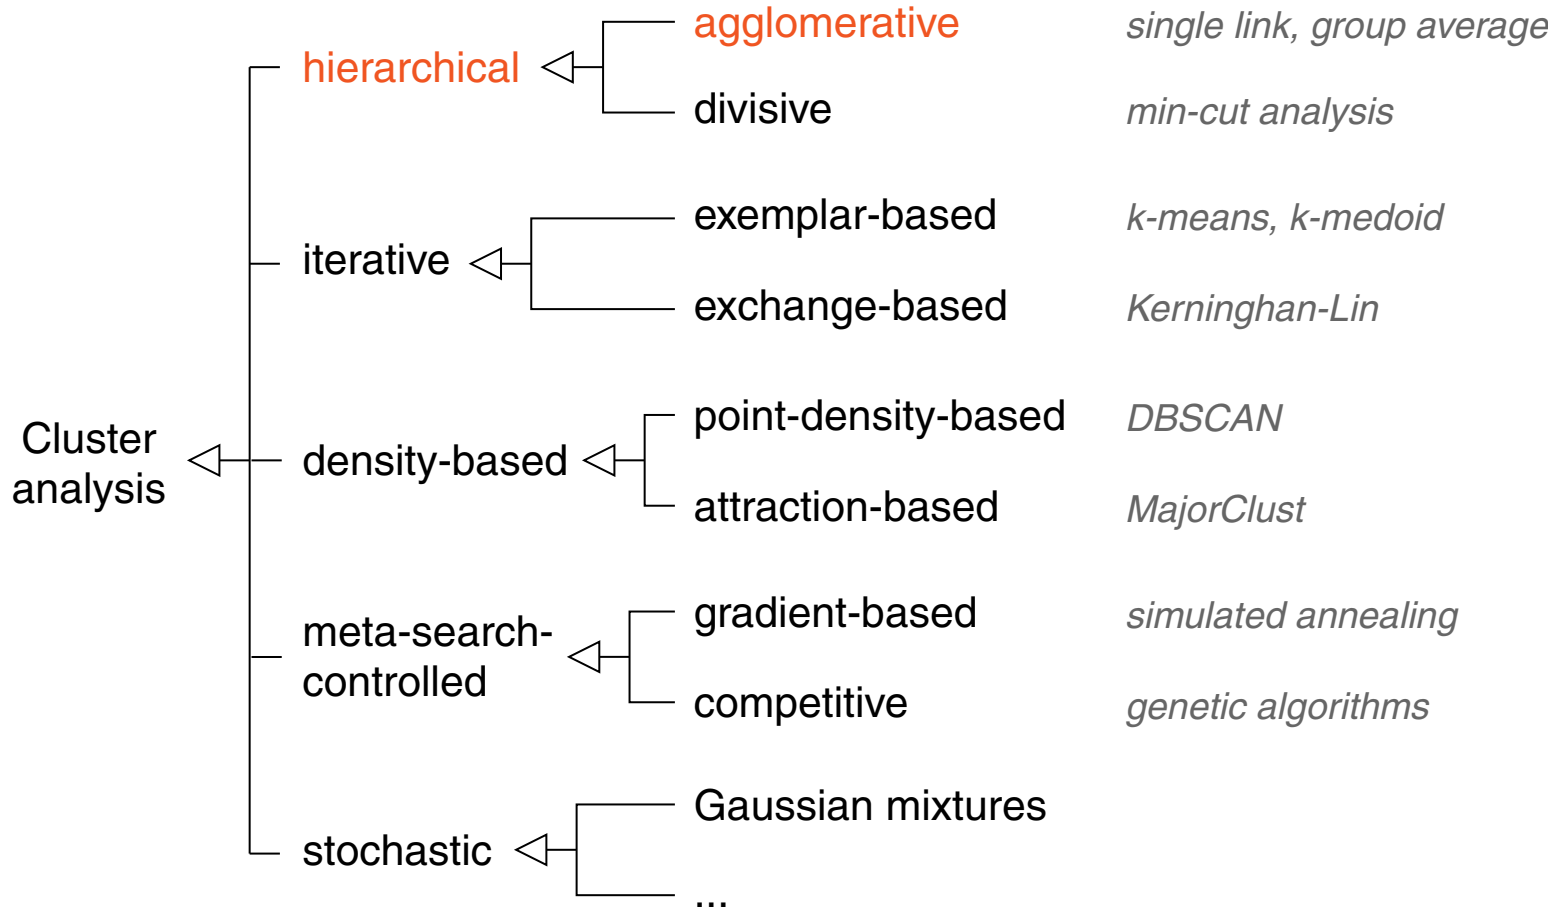 agglomerative single link, group average
hierarchical
divisive min-cut analysis
exemplar-based k-means, k-medoid
iterative
exchange-based Kerninghan-Lin
point-density-based DBSCAN
Cluster
analysis
density-based
attraction-based MajorClust
gradient-based simulated annealing
meta-search-
controlled
competitive genetic algorithms
Gaussian mixtures
stochastic
...